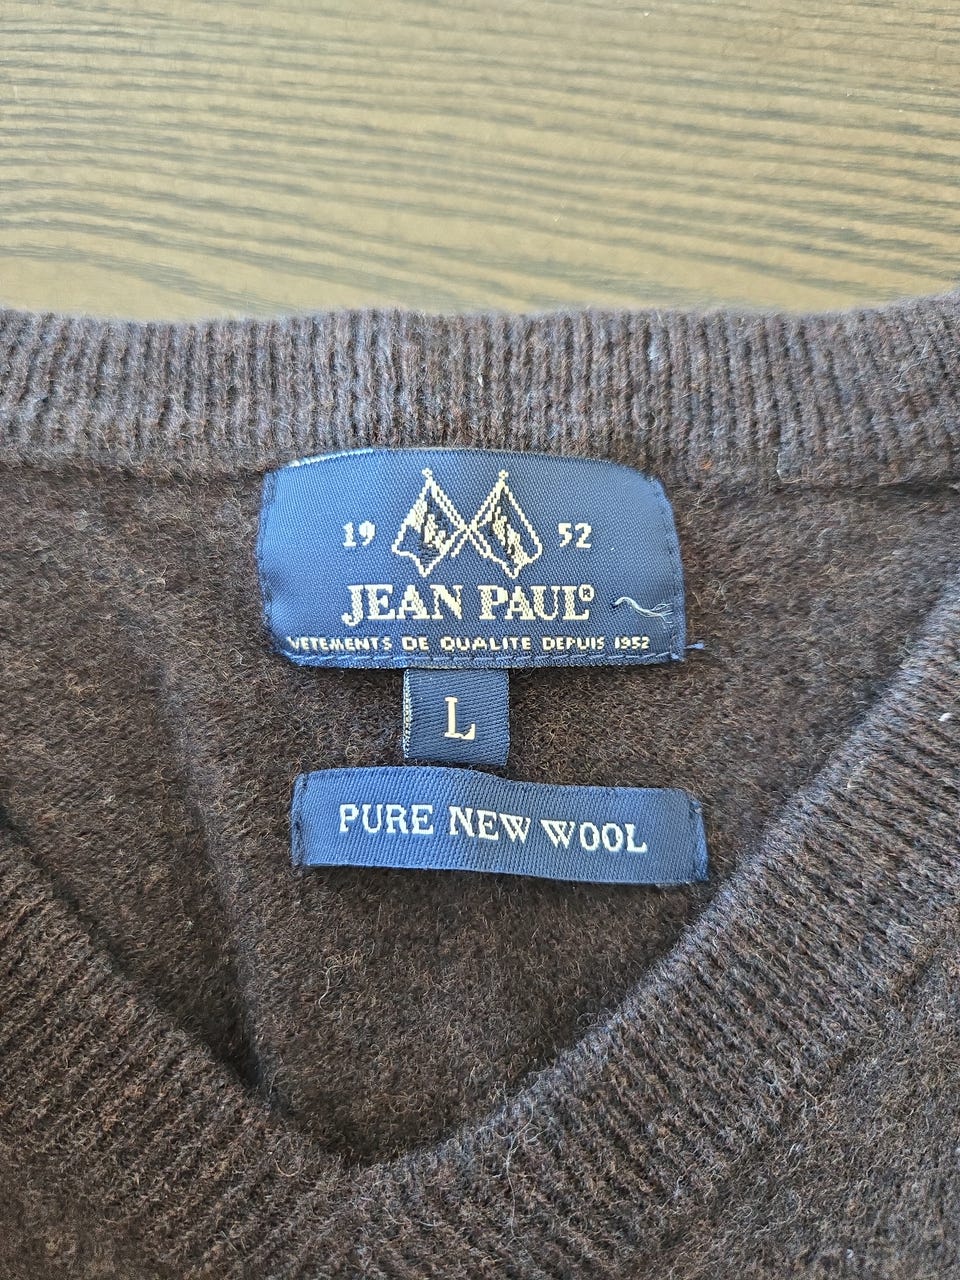 19 52
JEAN PAUL®
VETEMENTS DE QUALITE DEPUIS 1952
L
PURE NEW WOOL